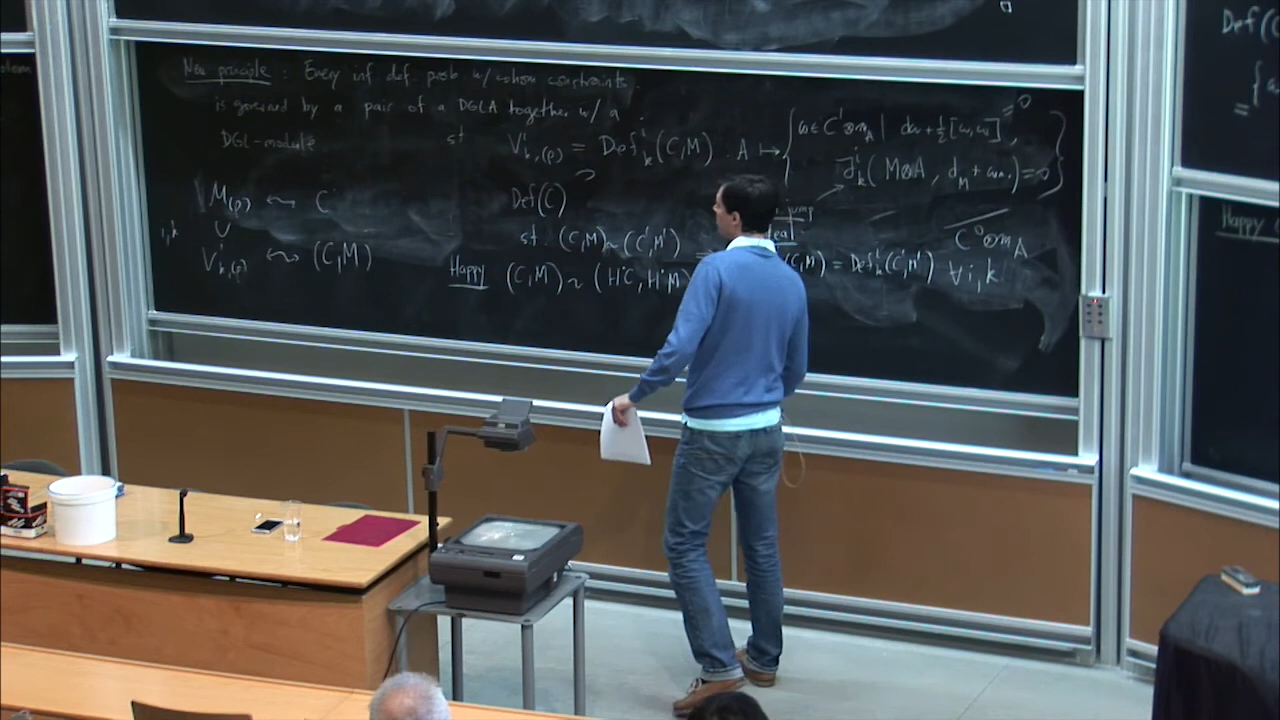 New principle : Every inf. def. prob. w/ cohom constraints
is governed by a pair of a DGLA together w/ a
DGL-module
st V^i_{k,(p)} = Def^i_k(C,M) . A ↦ { ω ∈ C^1⊗m_A | dω + ½[ω,ω] = 0,
J^i_k( M⊗A , d_M + ω∧ ) = 0 }
C^0⊗m_A
M_{(p)} ⇝ C
∪
V^i_{k,(p)} ⇝ (C,M)
i,k
Def(C)
jump
st. (C,M) ~ (C',M')
(C,M) = Def^i_k(C',M') ∀ i,k
Happy (C,M) ~ (H^·C, H^·M)
Def(
=
Happy